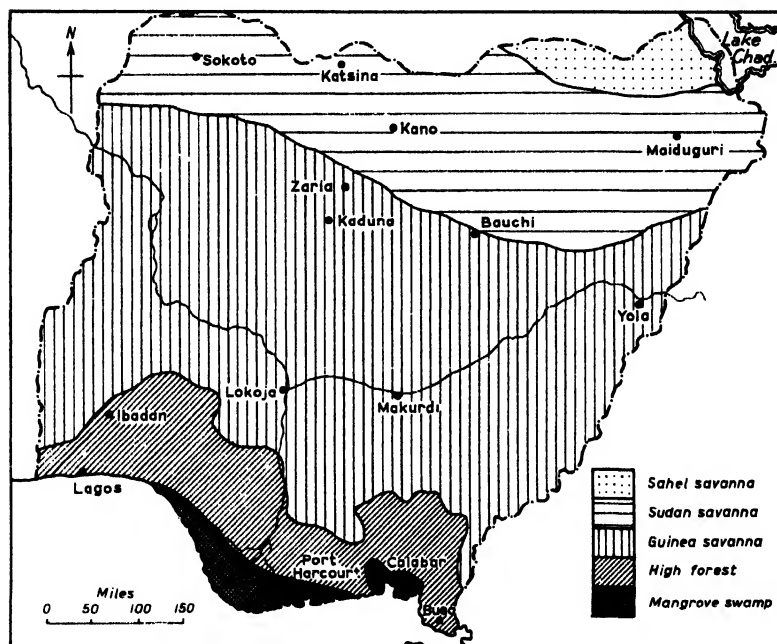 N
Lake
Chad
Sokoto
Katsina
Kano
Maiduguri
Zaria
Kaduna
Bauchi
Yola
Lokoja
Makurdi
Ibadan
Lagos
Port
Harcourt
Calabar
Buea
Miles
0 50 100 150
Sahel savanna
Sudan savanna
Guinea savanna
High forest
Mangrove swamp